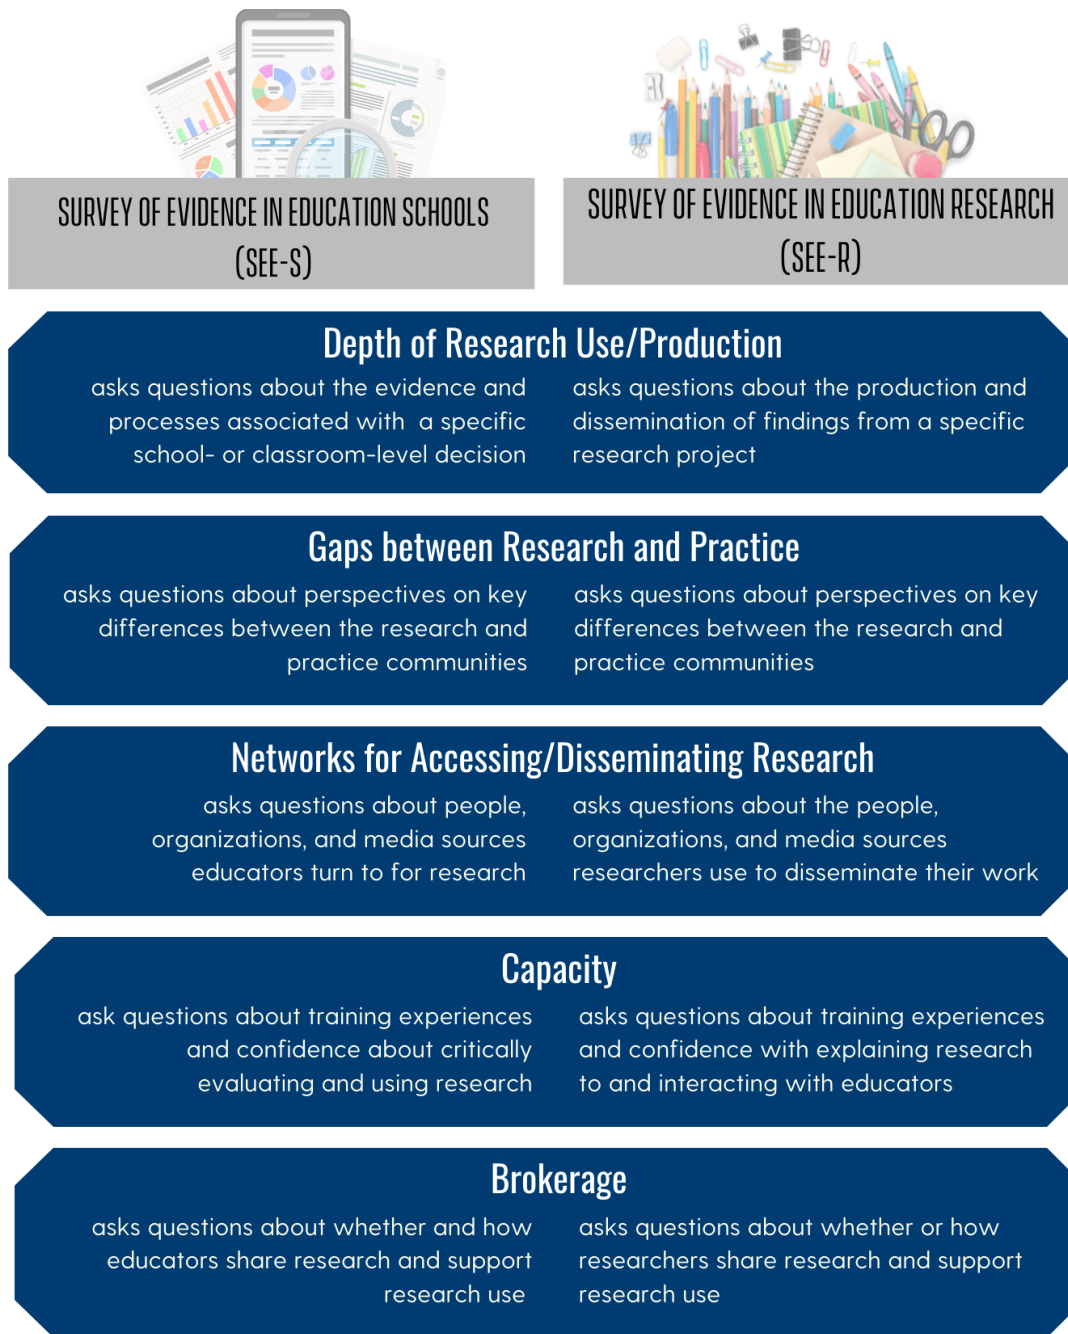 SURVEY OF EVIDENCE IN EDUCATION SCHOOLS
(SEE-S)
SURVEY OF EVIDENCE IN EDUCATION RESEARCH
(SEE-R)
Depth of Research Use/Production
asks questions about the evidence and
processes associated with a specific
school- or classroom-level decision
asks questions about the production and
dissemination of findings from a specific
research project
Gaps between Research and Practice
asks questions about perspectives on key
differences between the research and
practice communities
asks questions about perspectives on key
differences between the research and
practice communities
Networks for Accessing/Disseminating Research
asks questions about people,
organizations, and media sources
educators turn to for research
asks questions about the people,
organizations, and media sources
researchers use to disseminate their work
Capacity
ask questions about training experiences
and confidence about critically
evaluating and using research
asks questions about training experiences
and confidence with explaining research
to and interacting with educators
Brokerage
asks questions about whether and how
educators share research and support
research use
asks questions about whether or how
researchers share research and support
research use